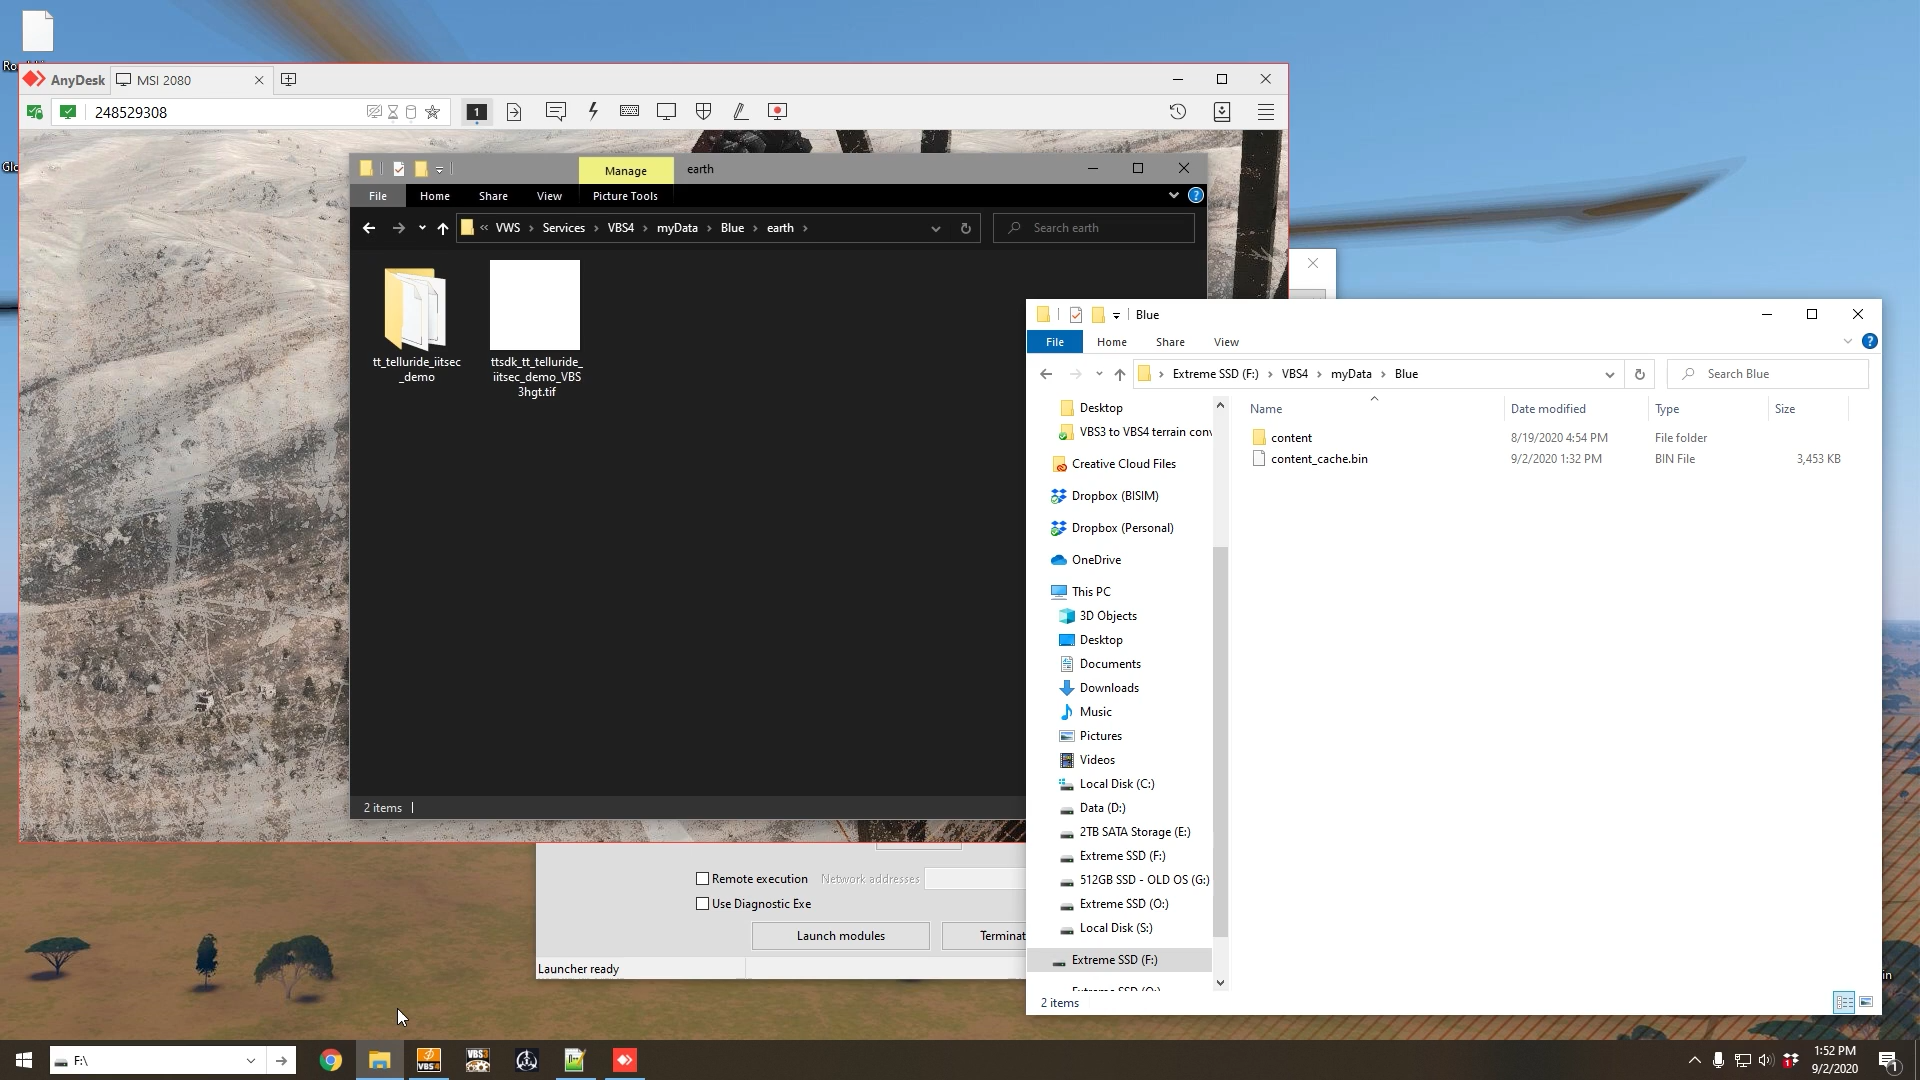 AnyDesk
MSI 2080
248529308
1
Manage
earth
File
Home
Share
View
Picture Tools
?
« VWS › Services › VBS4 › myData › Blue › earth ›
Search earth
tt_telluride_iitsec
_demo
ttsdk_tt_telluride_
iitsec_demo_VBS
3hgt.tif
2 items
Blue
File
Home
Share
View
?
Extreme SSD (F:) › VBS4 › myData › Blue
Search Blue
Desktop
VBS3 to VBS4 terrain conv
Creative Cloud Files
Dropbox (BISIM)
Dropbox (Personal)
OneDrive
This PC
3D Objects
Desktop
Documents
Downloads
Music
Pictures
Videos
Local Disk (C:)
Data (D:)
2TB SATA Storage (E:)
Extreme SSD (F:)
512GB SSD - OLD OS (G:)
Extreme SSD (O:)
Local Disk (S:)
Extreme SSD (F:)
Name
Date modified
Type
Size
content
8/19/2020 4:54 PM
File folder
content_cache.bin
9/2/2020 1:32 PM
BIN File
3,453 KB
2 items
Remote execution
Network addresses
Use Diagnostic Exe
Launch modules
Terminat
Launcher ready
F:\
VBS4
VBS3
1:52 PM
9/2/2020
1